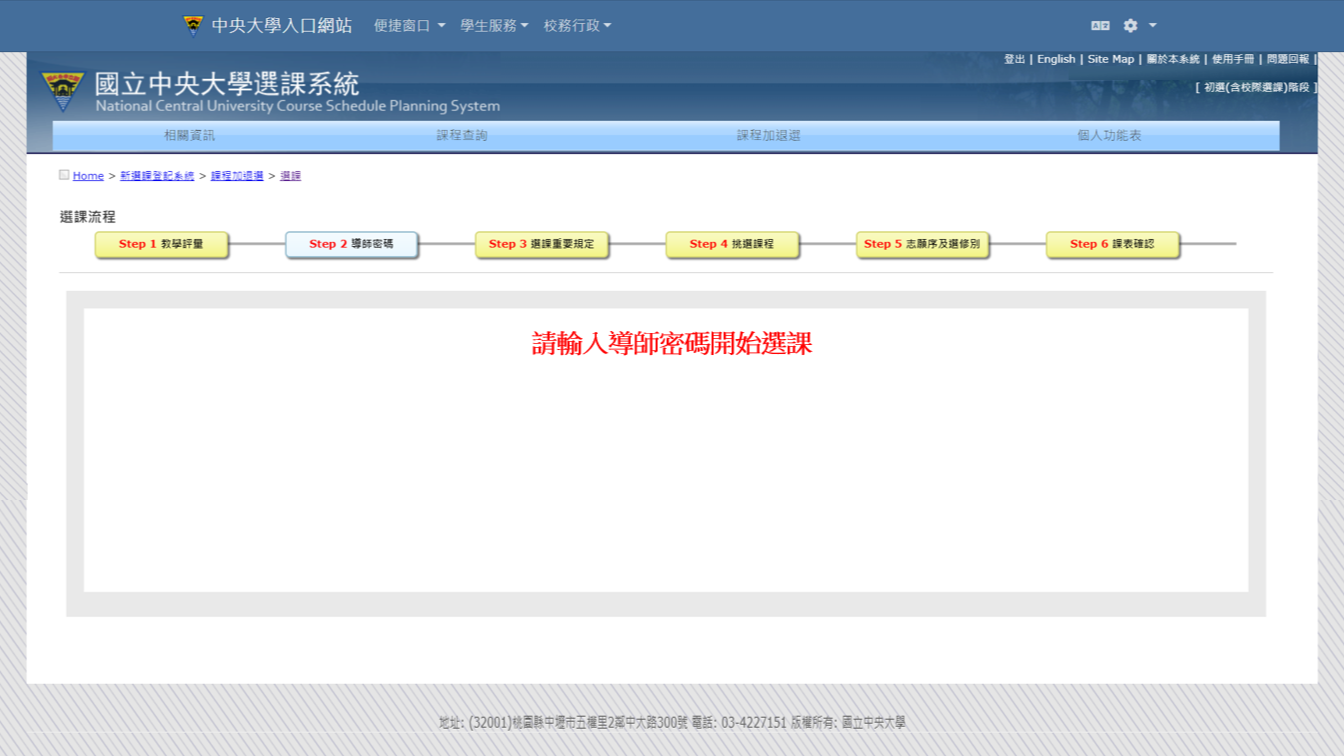 中央大學入口網站 便捷窗口 學生服務 校務行政
登出 | English | Site Map | 關於本系統 | 使用手冊 | 問題回報 |
國立中央大學選課系統
[ 初選(含校際選課)階段 ]
National Central University Course Schedule Planning System
相關資訊 課程查詢 課程加退選 個人功能表
Home > 新選課登記系統 > 課程加退選 > 選課
選課流程
Step 1 教學評量 Step 2 導師密碼 Step 3 選課重要規定 Step 4 挑選課程 Step 5 志願序及選修別 Step 6 課表確認
請輸入導師密碼開始選課
地址: (32001)桃園縣中壢市五權里2鄰中大路300號 電話: 03-4227151 版權所有: 國立中央大學